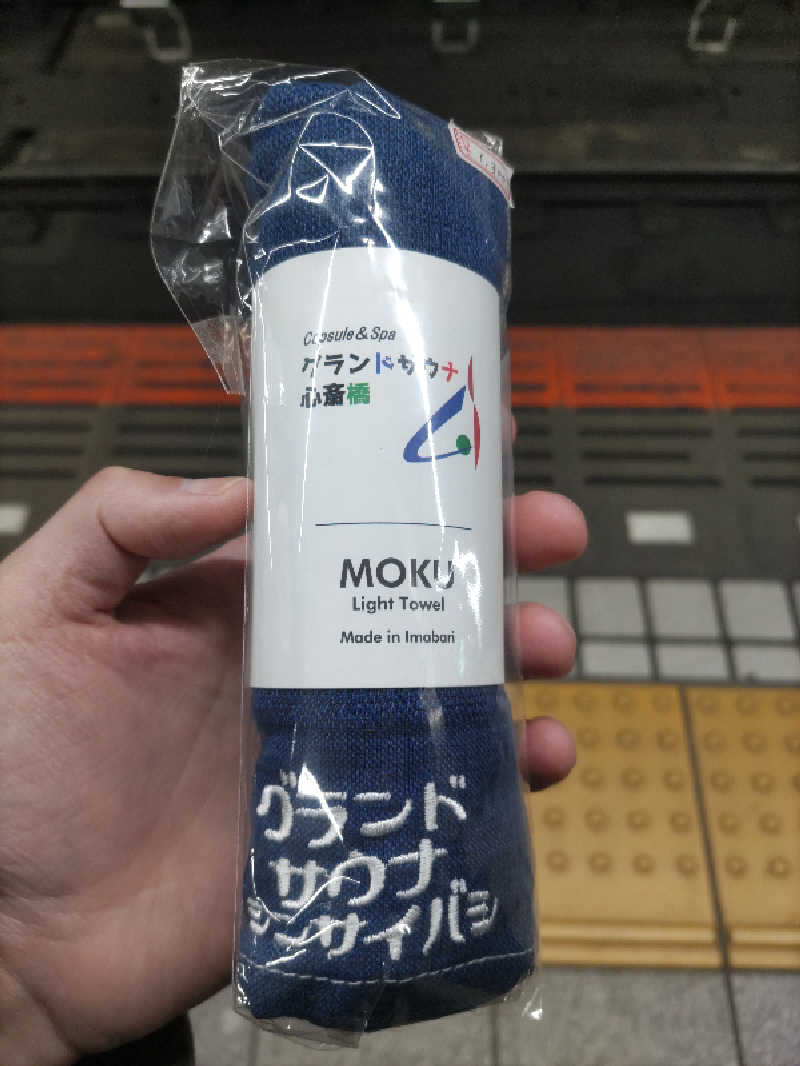 Capsule&Spa
グランドサウナ
心斎橋
MOKU
Light Towel
Made in Imabari
グランド
サウナ
シンサイバシ